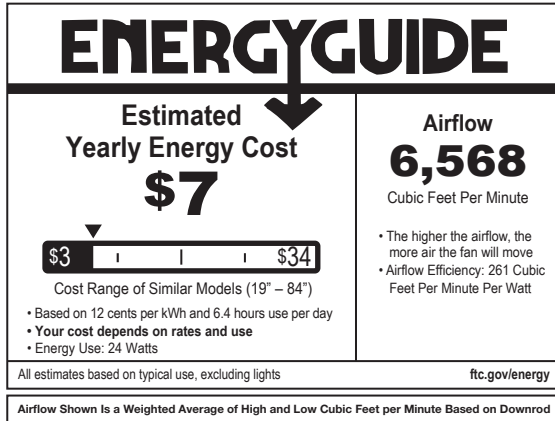 ENERGYGUIDE
Estimated
Yearly Energy Cost
$7
$3
$34
Cost Range of Similar Models (19” – 84”)
• Based on 12 cents per kWh and 6.4 hours use per day
• Your cost depends on rates and use
• Energy Use: 24 Watts
Airflow
6,568
Cubic Feet Per Minute
• The higher the airflow, the
more air the fan will move
• Airflow Efficiency: 261 Cubic
Feet Per Minute Per Watt
All estimates based on typical use, excluding lights
ftc.gov/energy
Airflow Shown Is a Weighted Average of High and Low Cubic Feet per Minute Based on Downrod